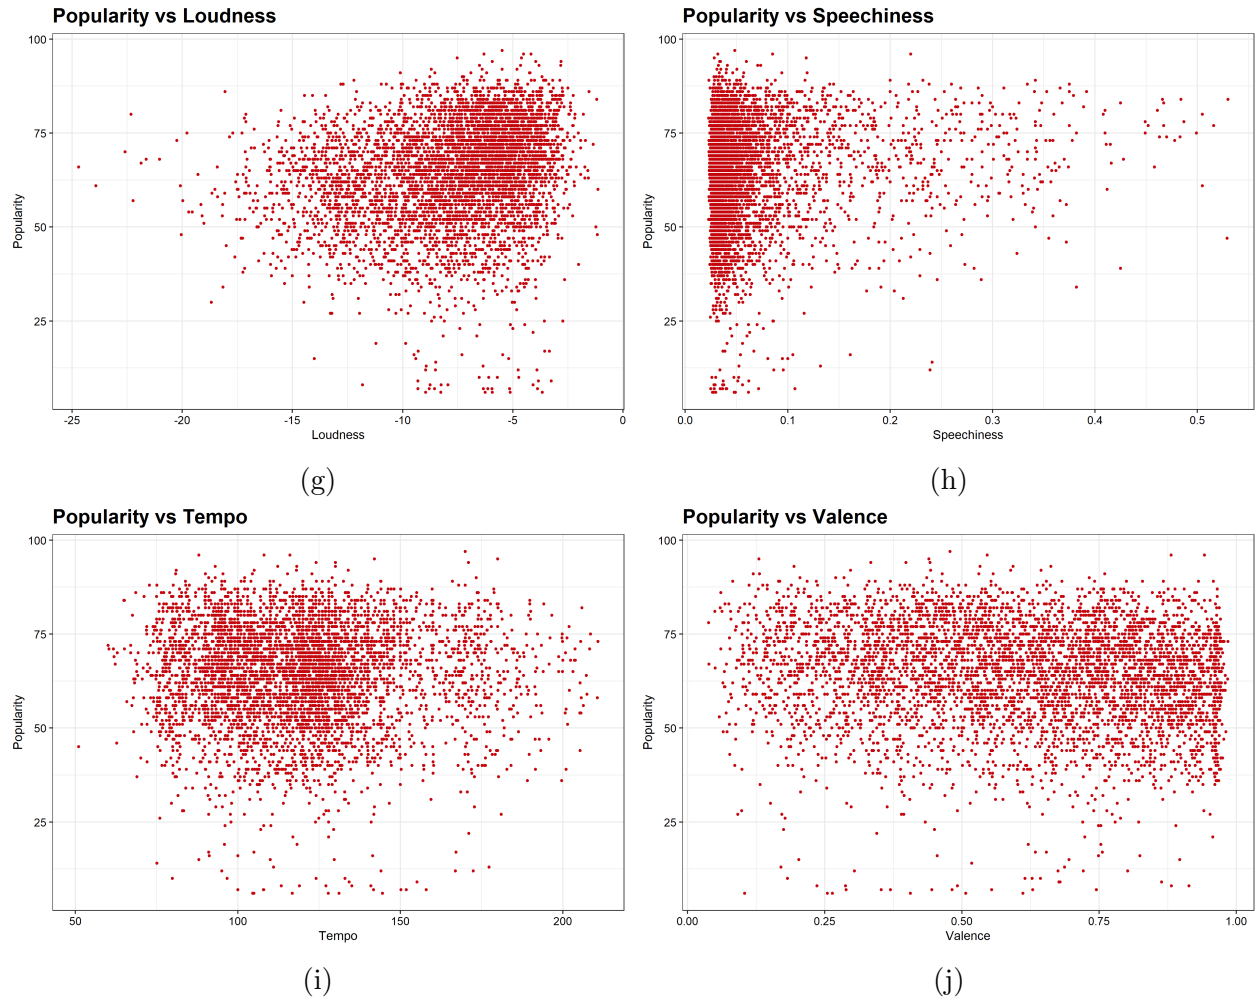 Popularity vs Loudness
Popularity
100
75
50
25
-25 -20 -15 -10 -5 0
Loudness
(g)
Popularity vs Speechiness
Popularity
100
75
50
25
0.0 0.1 0.2 0.3 0.4 0.5
Speechiness
(h)
Popularity vs Tempo
Popularity
100
75
50
25
50 100 150 200
Tempo
(i)
Popularity vs Valence
Popularity
100
75
50
25
0.00 0.25 0.50 0.75 1.00
Valence
(j)